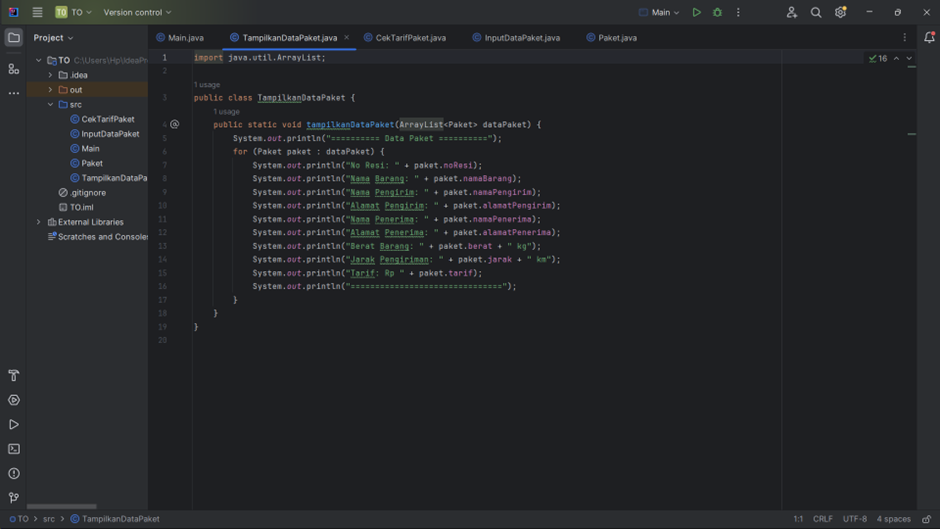 TO TO Version control Main
Project
Main.java TampilkanDataPaket.java CekTarifPaket.java InputDataPaket.java Paket.java
TO C:\Users\Hp\IdeaPr
.idea
out
src
CekTarifPaket
InputDataPaket
Main
Paket
TampilkanDataPa
.gitignore
TO.iml
External Libraries
Scratches and Consoles
16
1 import java.util.ArrayList;
2
1 usage
3 public class TampilkanDataPaket {
1 usage
4 public static void tampilkanDataPaket(ArrayList<Paket> dataPaket) {
5 System.out.println("========== Data Paket ==========");
6 for (Paket paket : dataPaket) {
7 System.out.println("No Resi: " + paket.noResi);
8 System.out.println("Nama Barang: " + paket.namaBarang);
9 System.out.println("Nama Pengirim: " + paket.namaPengirim);
10 System.out.println("Alamat Pengirim: " + paket.alamatPengirim);
11 System.out.println("Nama Penerima: " + paket.namaPenerima);
12 System.out.println("Alamat Penerima: " + paket.alamatPenerima);
13 System.out.println("Berat Barang: " + paket.berat + " kg");
14 System.out.println("Jarak Pengiriman: " + paket.jarak + " km");
15 System.out.println("Tarif: Rp " + paket.tarif);
16 System.out.println("===============================");
17 }
18 }
19 }
20
TO > src > TampilkanDataPaket 1:1 CRLF UTF-8 4 spaces